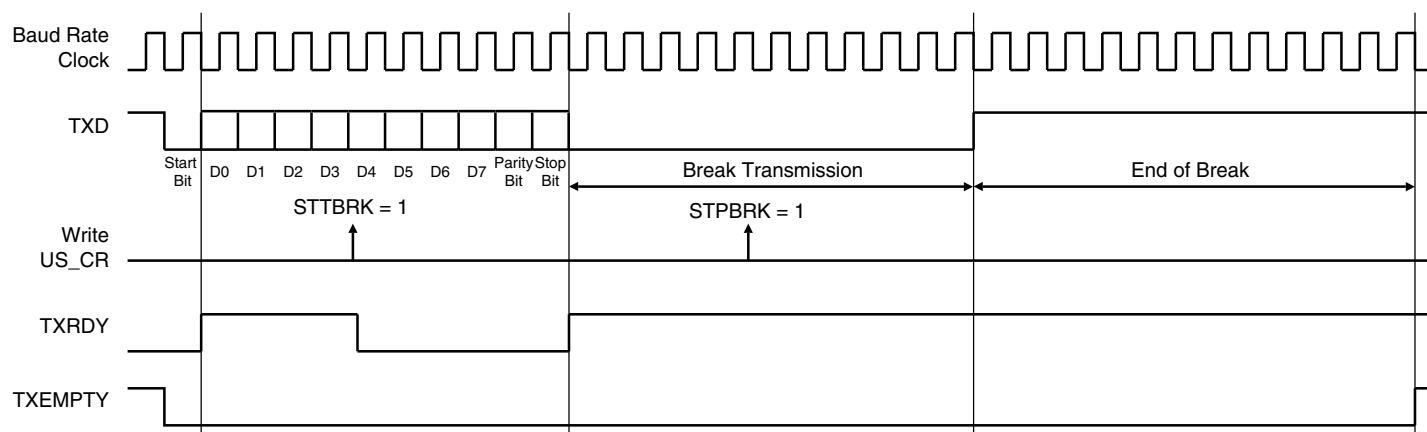 Baud Rate
Clock
TXD
Start
Bit
D0 D1 D2 D3 D4 D5 D6 D7
Parity
Bit
Stop
Bit
Break Transmission
End of Break
STTBRK = 1
STPBRK = 1
Write
US_CR
TXRDY
TXEMPTY